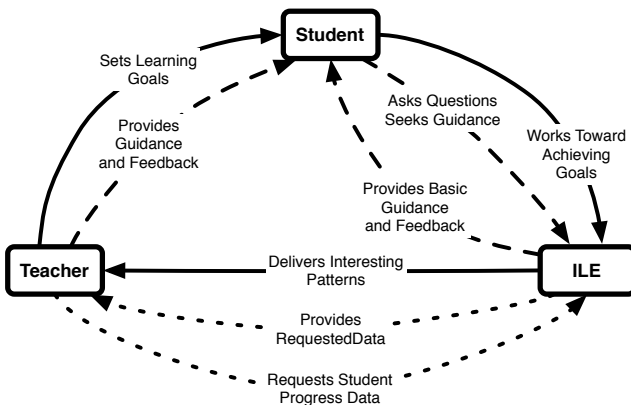 Student
Sets Learning
Goals
Provides
Guidance
and Feedback
Asks Questions
Seeks Guidance
Works Toward
Achieving
Goals
Provides Basic
Guidance
and Feedback
Teacher
Delivers Interesting
Patterns
ILE
Provides
RequestedData
Requests Student
Progress Data